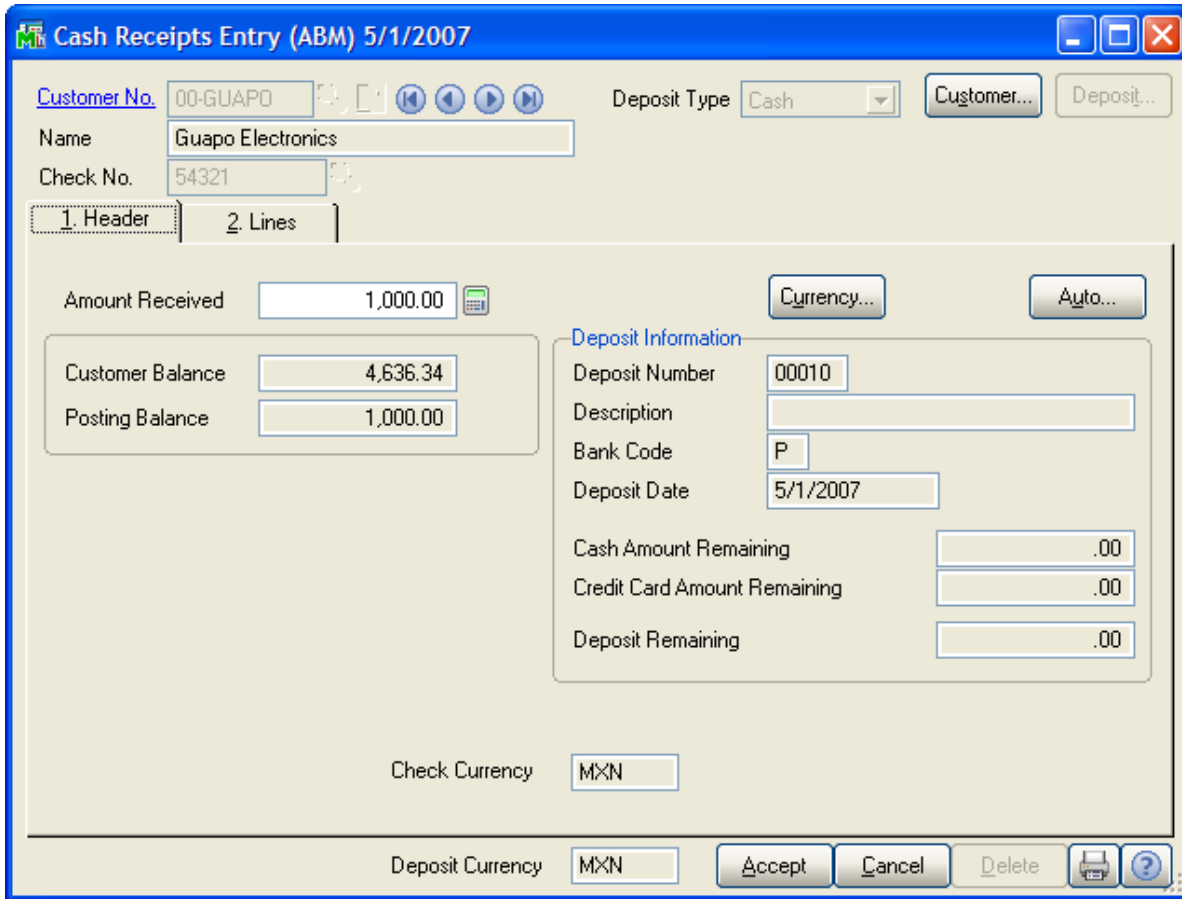 Cash Receipts Entry (ABM) 5/1/2007
Customer No. 00-GUAPO Deposit Type Cash Customer... Deposit...
Name Guapo Electronics
Check No. 54321
1. Header 2. Lines
Amount Received 1,000.00 Currency... Auto...
Deposit Information
Customer Balance 4,636.34 Deposit Number 00010
Posting Balance 1,000.00 Description
Bank Code P
Deposit Date 5/1/2007
Cash Amount Remaining .00
Credit Card Amount Remaining .00
Deposit Remaining .00
Check Currency MXN
Deposit Currency MXN Accept Cancel Delete